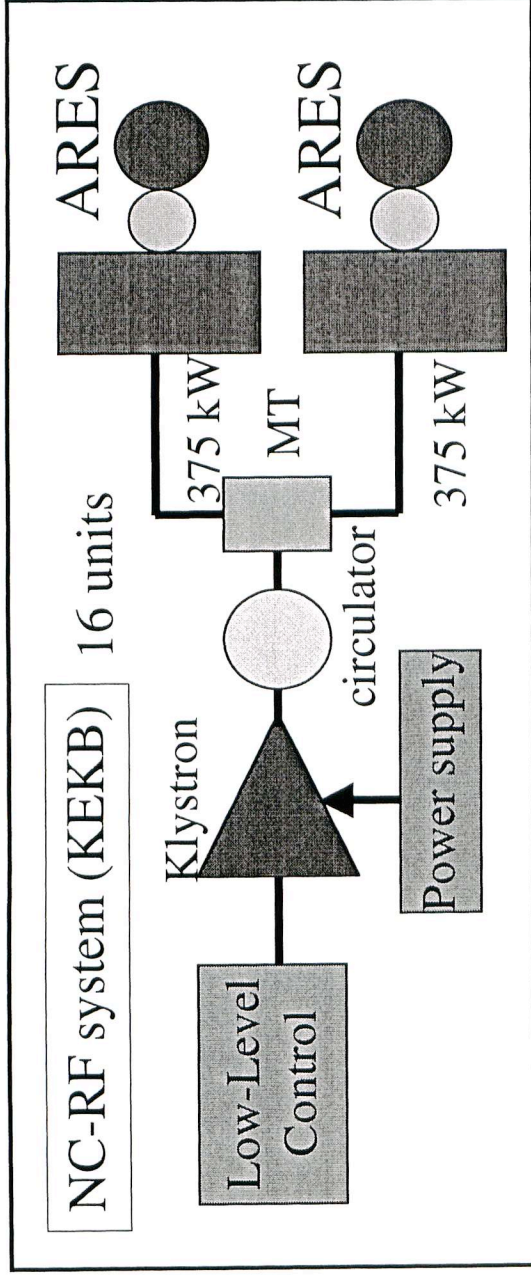 NC-RF system (KEKB)
16 units
ARES
Klystron
375 kW
MT
Low-Level
Control
circulator
ARES
Power supply
375 kW